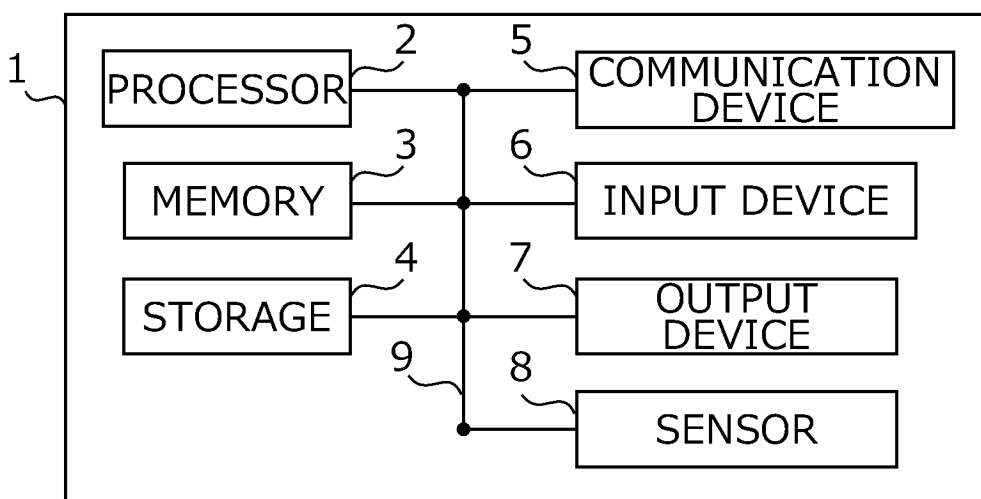 1
2
PROCESSOR
3
MEMORY
4
STORAGE
9
5
COMMUNICATION
DEVICE
6
INPUT DEVICE
7
OUTPUT
DEVICE
8
SENSOR